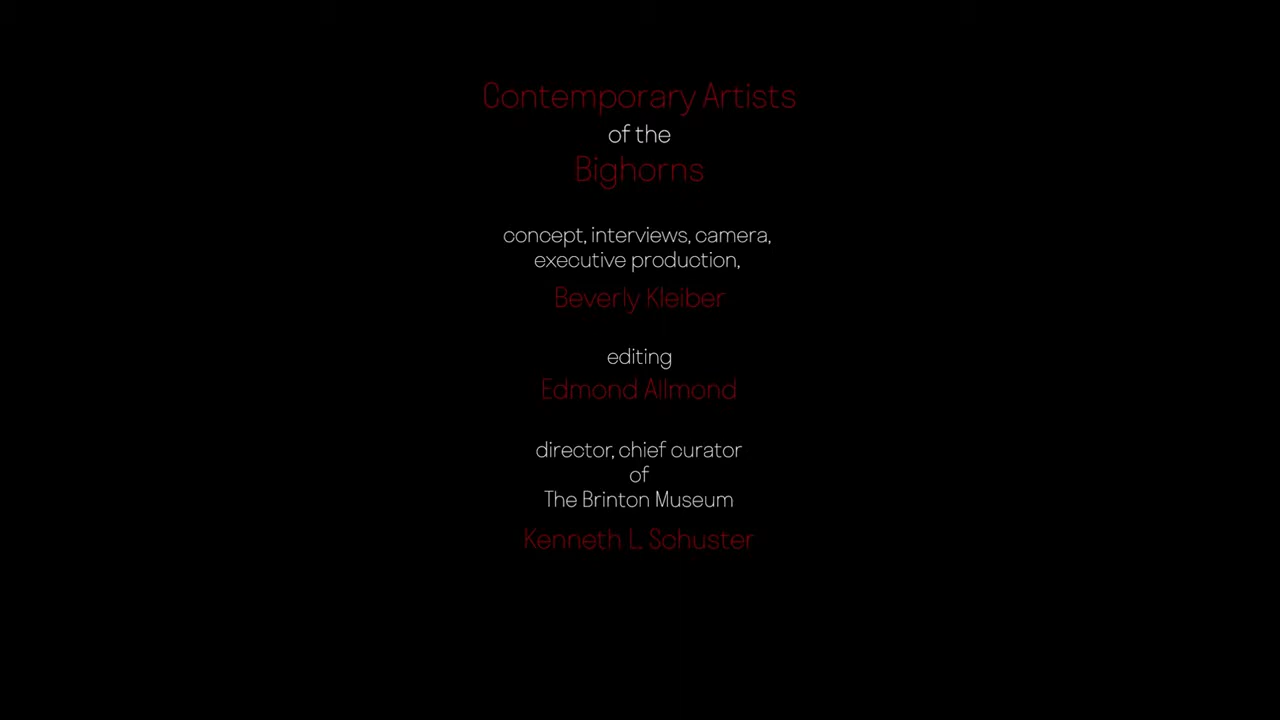 Contemporary Artists
of the
Bighorns
concept, interviews, camera,
executive production,
Beverly Kleiber
editing
Edmond Allmond
director, chief curator
of
The Brinton Museum
Kenneth L. Schuster